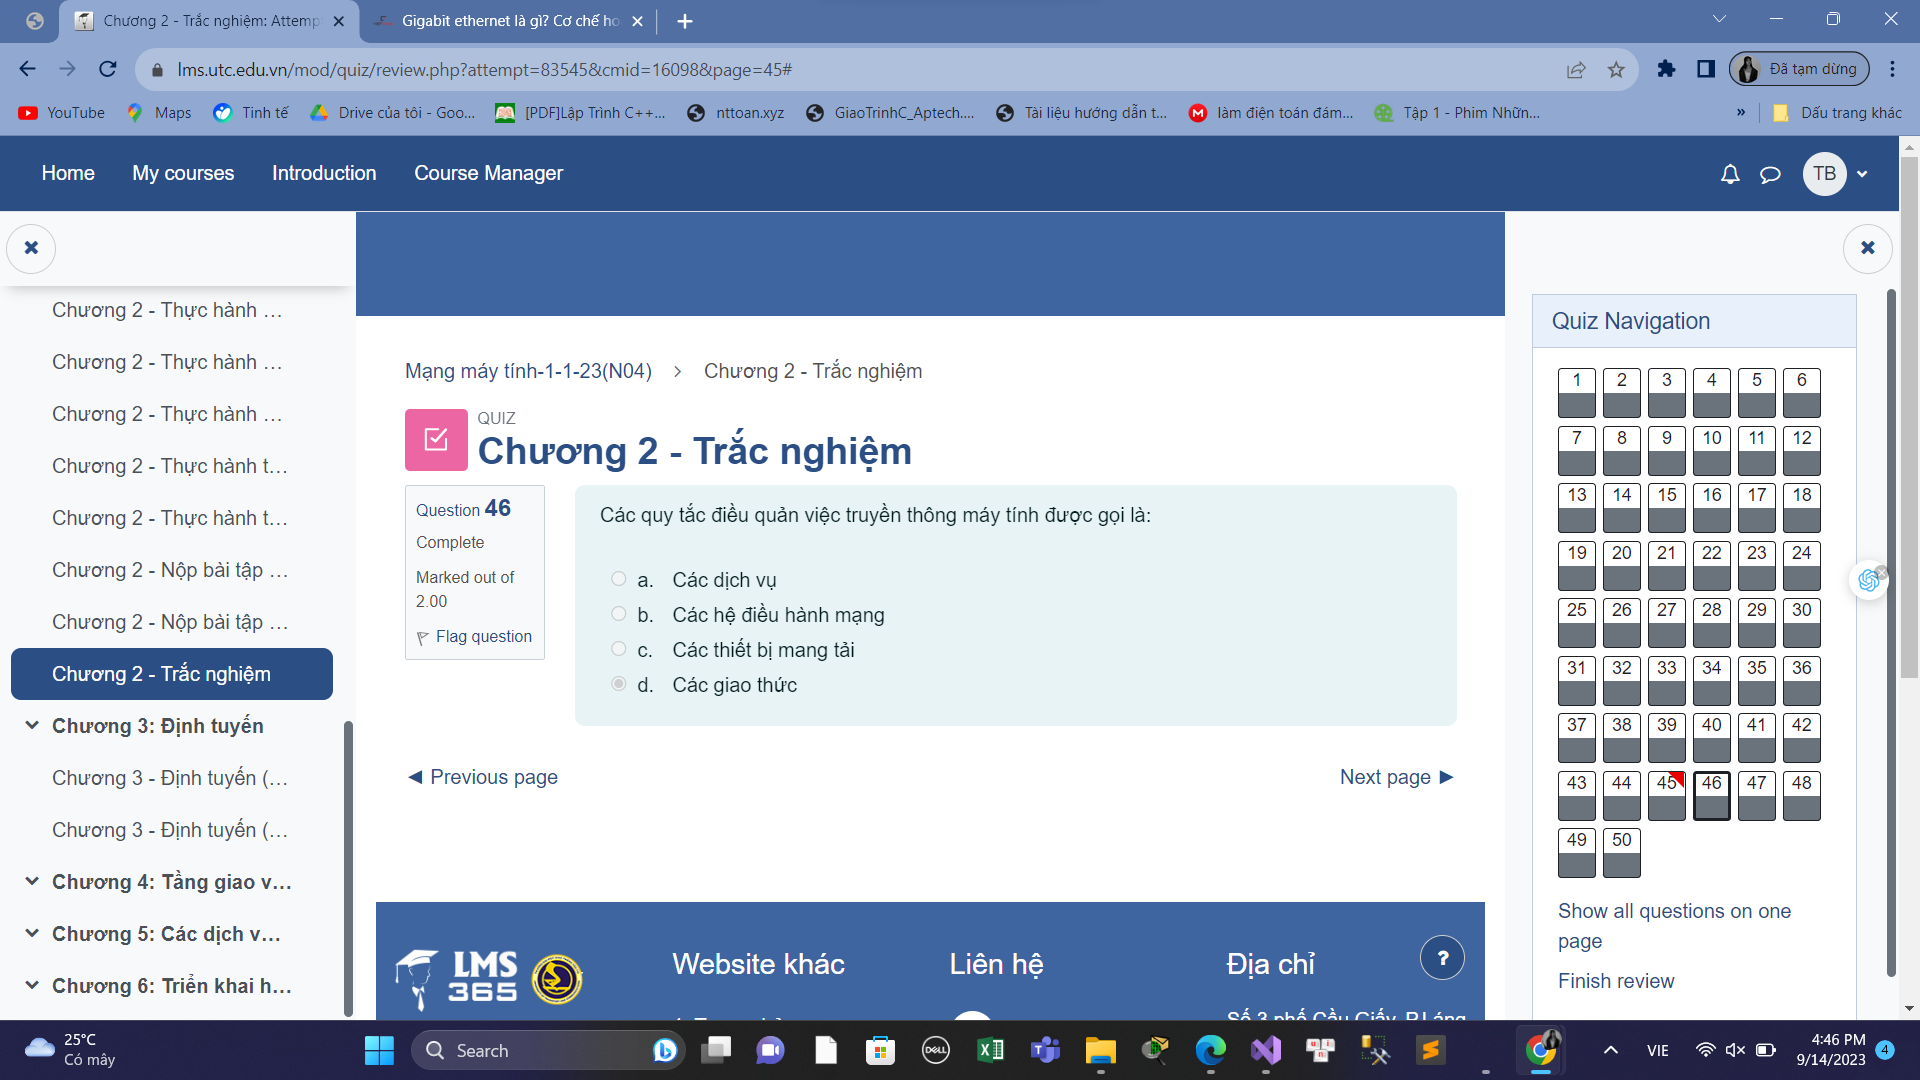 Chương 2 - Trắc nghiệm: Attemp
Gigabit ethernet là gì? Cơ chế ho
lms.utc.edu.vn/mod/quiz/review.php?attempt=83545&cmid=16098&page=45#
Đã tạm dừng
YouTube
Maps
Tinh tế
Drive của tôi - Goo...
[PDF]Lập Trình C++...
nttoan.xyz
GiaoTrinhC_Aptech....
Tài liệu hướng dẫn t...
làm điện toán đám...
Tập 1 - Phim Nhữn...
»
Dấu trang khác
Home
My courses
Introduction
Course Manager
TB
Chương 2 - Thực hành ...
Chương 2 - Thực hành ...
Chương 2 - Thực hành ...
Chương 2 - Thực hành t...
Chương 2 - Thực hành t...
Chương 2 - Nộp bài tập ...
Chương 2 - Nộp bài tập ...
Chương 2 - Trắc nghiệm
Chương 3: Định tuyến
Chương 3 - Định tuyến (...
Chương 3 - Định tuyến (...
Chương 4: Tầng giao v...
Chương 5: Các dịch v...
Chương 6: Triển khai h...
Mạng máy tính-1-1-23(N04) > Chương 2 - Trắc nghiệm
QUIZ
Chương 2 - Trắc nghiệm
Question 46
Complete
Marked out of
2.00
Flag question
Các quy tắc điều quản việc truyền thông máy tính được gọi là:
a. Các dịch vụ
b. Các hệ điều hành mạng
c. Các thiết bị mang tải
d. Các giao thức
◄ Previous page
Next page ►
LMS
365
Website khác
Liên hệ
Địa chỉ
?
Số 3 phố Cầu Giấy, P.Láng
Quiz Navigation
1 2 3 4 5 6
7 8 9 10 11 12
13 14 15 16 17 18
19 20 21 22 23 24
25 26 27 28 29 30
31 32 33 34 35 36
37 38 39 40 41 42
43 44 45 46 47 48
49 50
Show all questions on one
page
Finish review
25°C
Có mây
Search
DELL
VIE
4:46 PM
9/14/2023
4